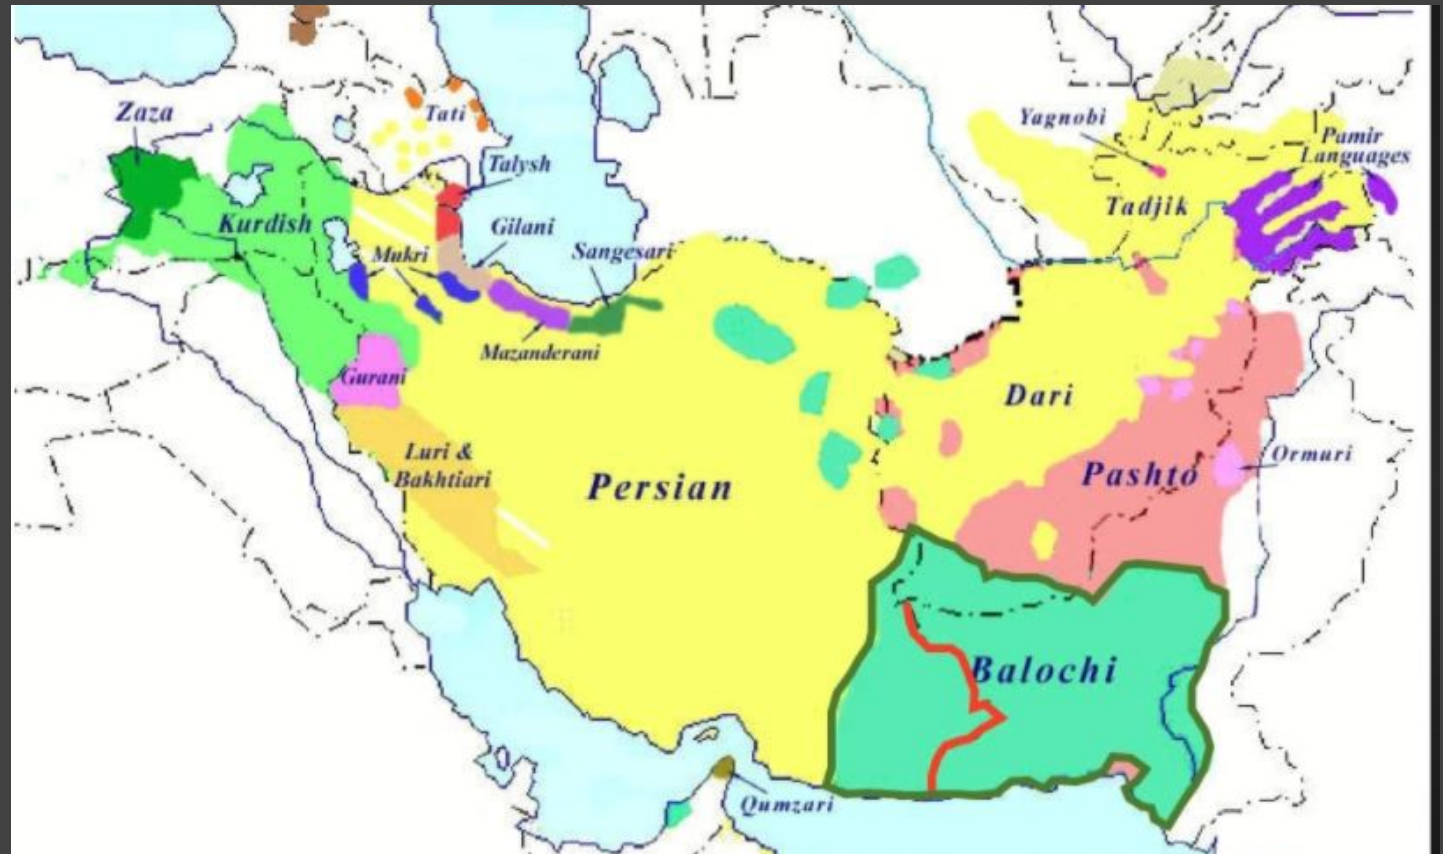 Zaza
Tati
Yagnobi
Pamir
Languages
Talysh
Kurdish
Gilani
Tadjik
Mukri
Sangesari
Mazanderani
Gurani
Dari
Luri &
Bakhtiari
Persian
Pashto
Ormuri
Balochi
Qumzari